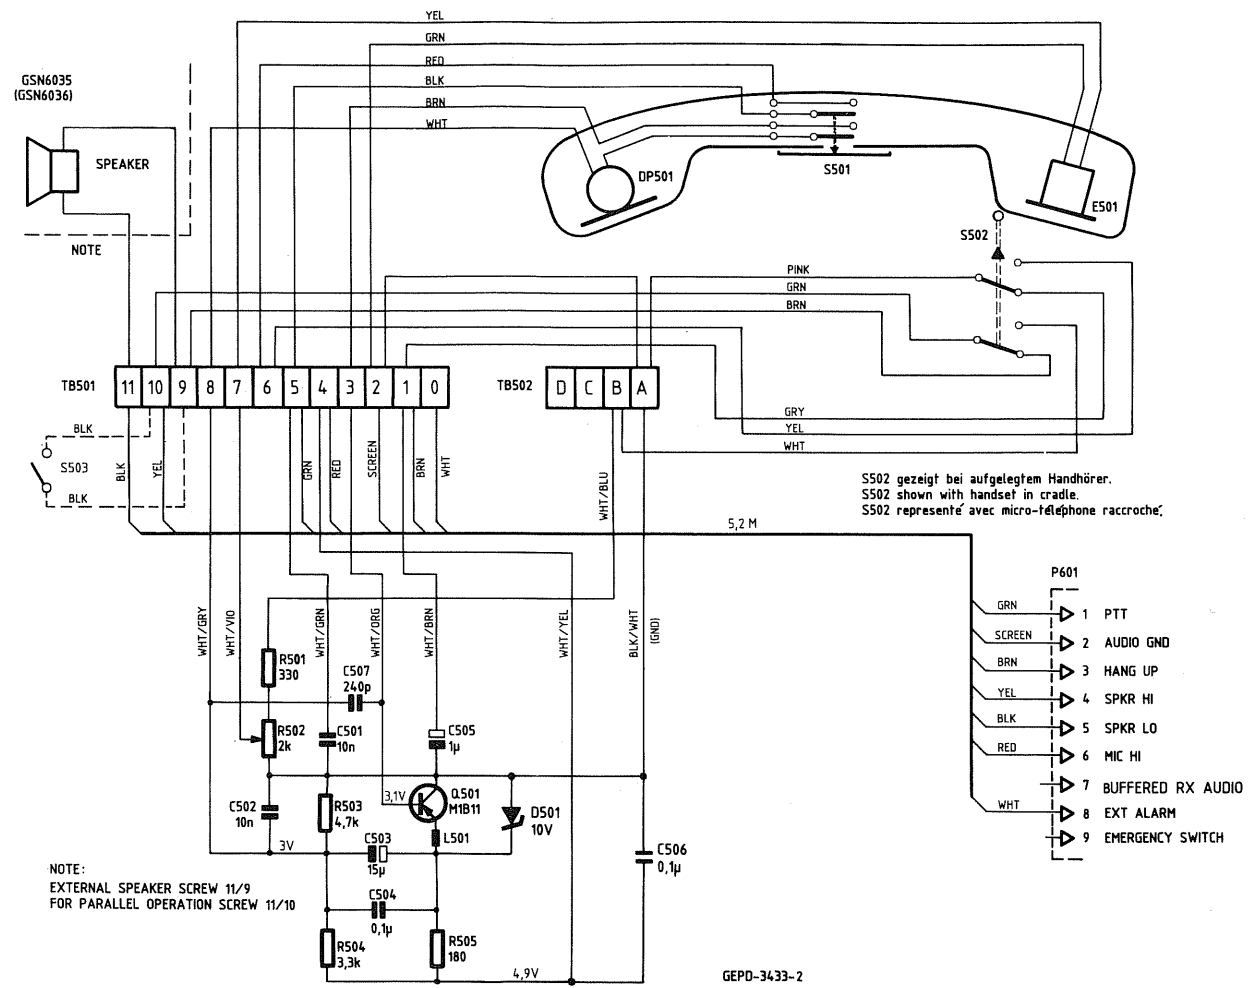 YEL
GRN
RED
BLK
BRN
WHT
GSN6035
(GSN6036)
SPEAKER
NOTE
DP501
S501
E501
S502
PINK
GRN
BRN
TB501
11 10 9 8 7 6 5 4 3 2 1 0
TB502
D C B A
GRY
YEL
WHT
BLK
S503
BLK
BLK
YEL
GRN
RED
SCREEN
BRN
WHT
WHT/BLU
S502 gezeigt bei aufgelegtem Handhörer.
S502 shown with handset in cradle.
S502 representé avec micro-téléphone raccroché.
5,2 M
WHT/GRY
WHT/VIO
WHT/GRN
WHT/ORG
WHT/BRN
WHT/YEL
BLK/WHT
(GND)
P601
GRN 1 PTT
SCREEN 2 AUDIO GND
BRN 3 HANG UP
YEL 4 SPKR HI
BLK 5 SPKR LO
RED 6 MIC HI
7 BUFFERED RX AUDIO
WHT 8 EXT ALARM
9 EMERGENCY SWITCH
R501
330
C507
240p
R502
2k
C501
10n
C505
1µ
C502
10n
R503
4,7k
3,1V
Q501
M1B11
D501
10V
L501
3V
C503
15µ
C506
0,1µ
C504
0,1µ
R504
3,3k
R505
180
4,9V
NOTE:
EXTERNAL SPEAKER SCREW 11/9
FOR PARALLEL OPERATION SCREW 11/10
GEPD-3433-2